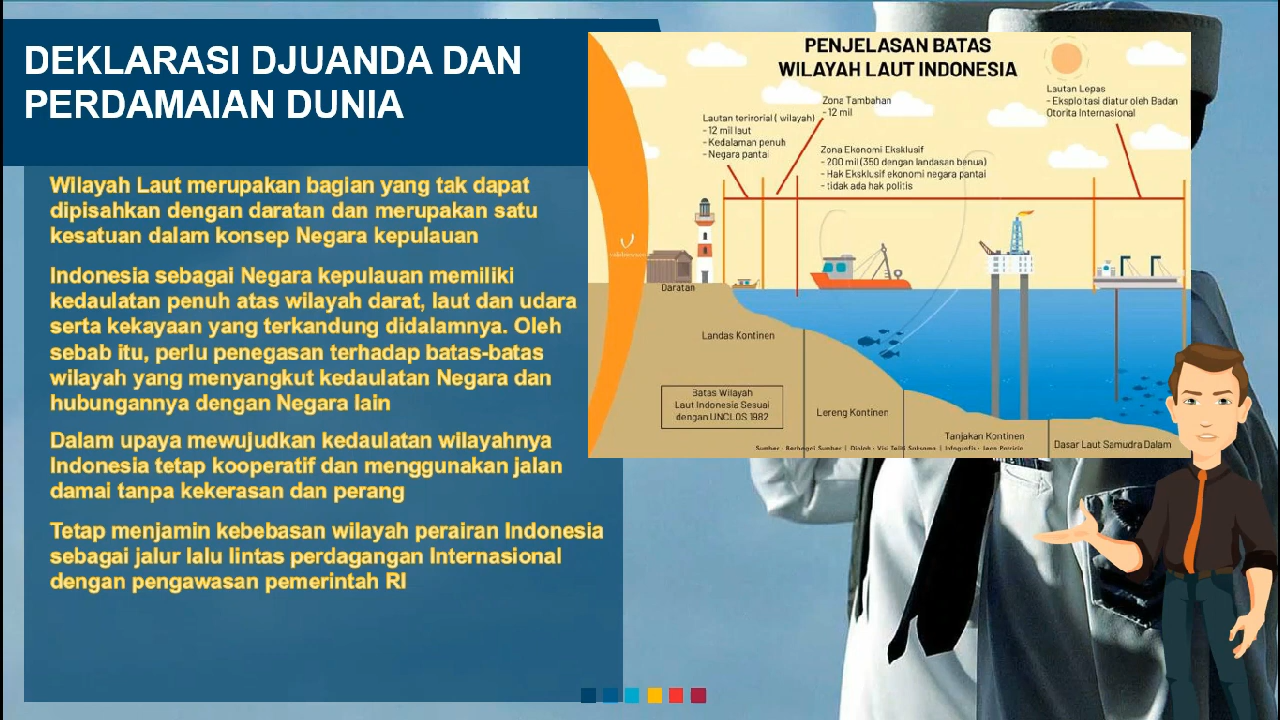 DEKLARASI DJUANDA DAN
PERDAMAIAN DUNIA
Wilayah Laut merupakan bagian yang tak dapat
dipisahkan dengan daratan dan merupakan satu
kesatuan dalam konsep Negara kepulauan
Indonesia sebagai Negara kepulauan memiliki
kedaulatan penuh atas wilayah darat, laut dan udara
serta kekayaan yang terkandung didalamnya. Oleh
sebab itu, perlu penegasan terhadap batas-batas
wilayah yang menyangkut kedaulatan Negara dan
hubungannya dengan Negara lain
Dalam upaya mewujudkan kedaulatan wilayahnya
Indonesia tetap kooperatif dan menggunakan jalan
damai tanpa kekerasan dan perang
Tetap menjamin kebebasan wilayah perairan Indonesia
sebagai jalur lalu lintas perdagangan Internasional
dengan pengawasan pemerintah RI
PENJELASAN BATAS
WILAYAH LAUT INDONESIA
Lautan terirorial ( wilayah)
- 12 mil laut
- Kedalaman penuh
- Negara pantai
Zona Tambahan
- 12 mil
Zona Ekonomi Eksklusif
- 200 mil (350 dengan landasan benua)
- Hak Eksklusif ekonomi negara pantai
- tidak ada hak politis
Lautan Lepas
- Eksploitasi diatur oleh Badan
Otorita Internasional
Daratan
Landas Kontinen
Batas Wilayah
Laut Indonesia Sesuai
dengan UNCLOS 1982
Lereng Kontinen
Tanjakan Kontinen
Dasar Laut Samudra Dalam
Sumber : Berbagai Sumber |